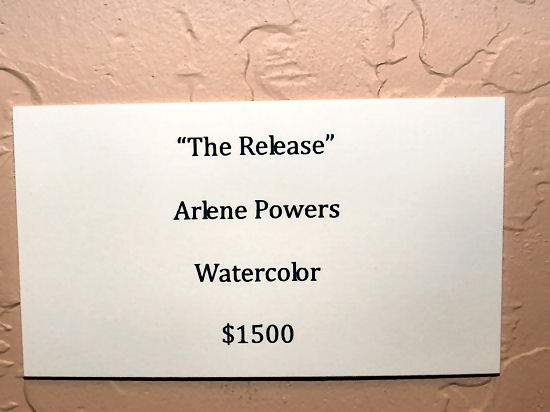 “The Release”
Arlene Powers
Watercolor
$1500